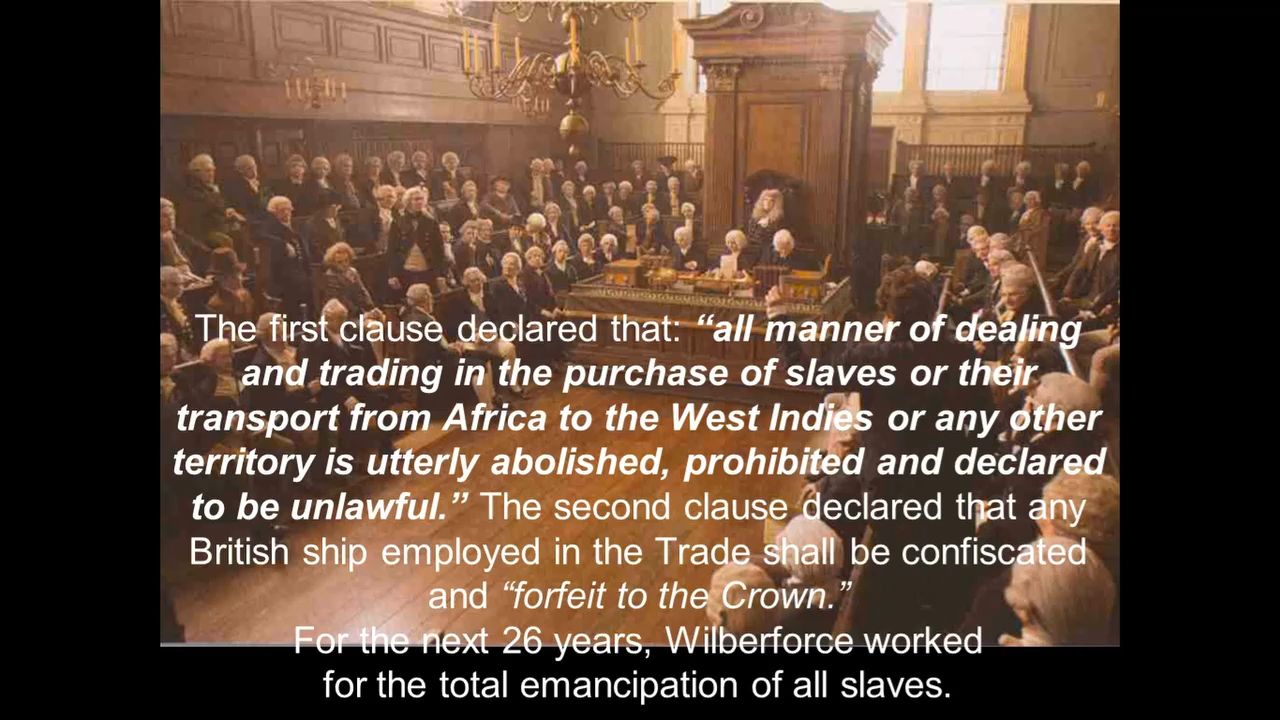 The first clause declared that: “all manner of dealing
and trading in the purchase of slaves or their
transport from Africa to the West Indies or any other
territory is utterly abolished, prohibited and declared
to be unlawful.” The second clause declared that any
British ship employed in the Trade shall be confiscated
and “forfeit to the Crown.”
For the next 26 years, Wilberforce worked
for the total emancipation of all slaves.